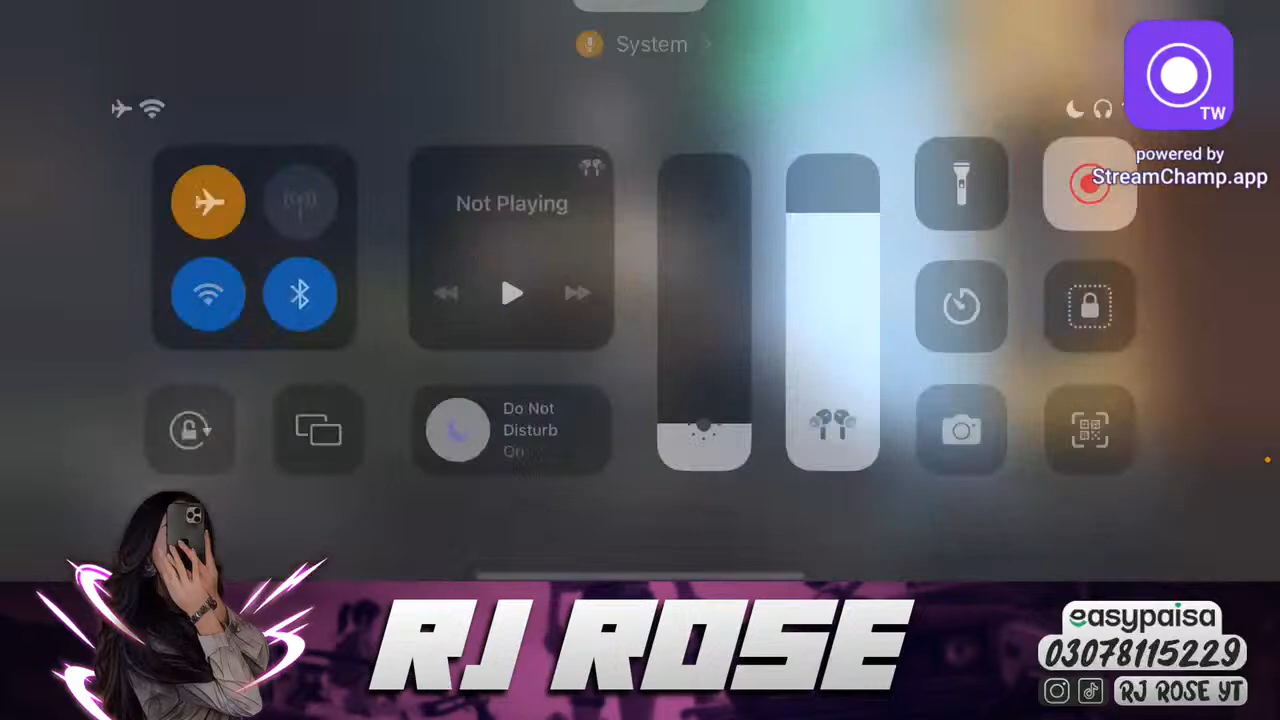 System
TW
powered by
StreamChamp.app
Not Playing
Do Not
Disturb
On
RJ ROSE
easypaisa
03078115229
RJ ROSE YT